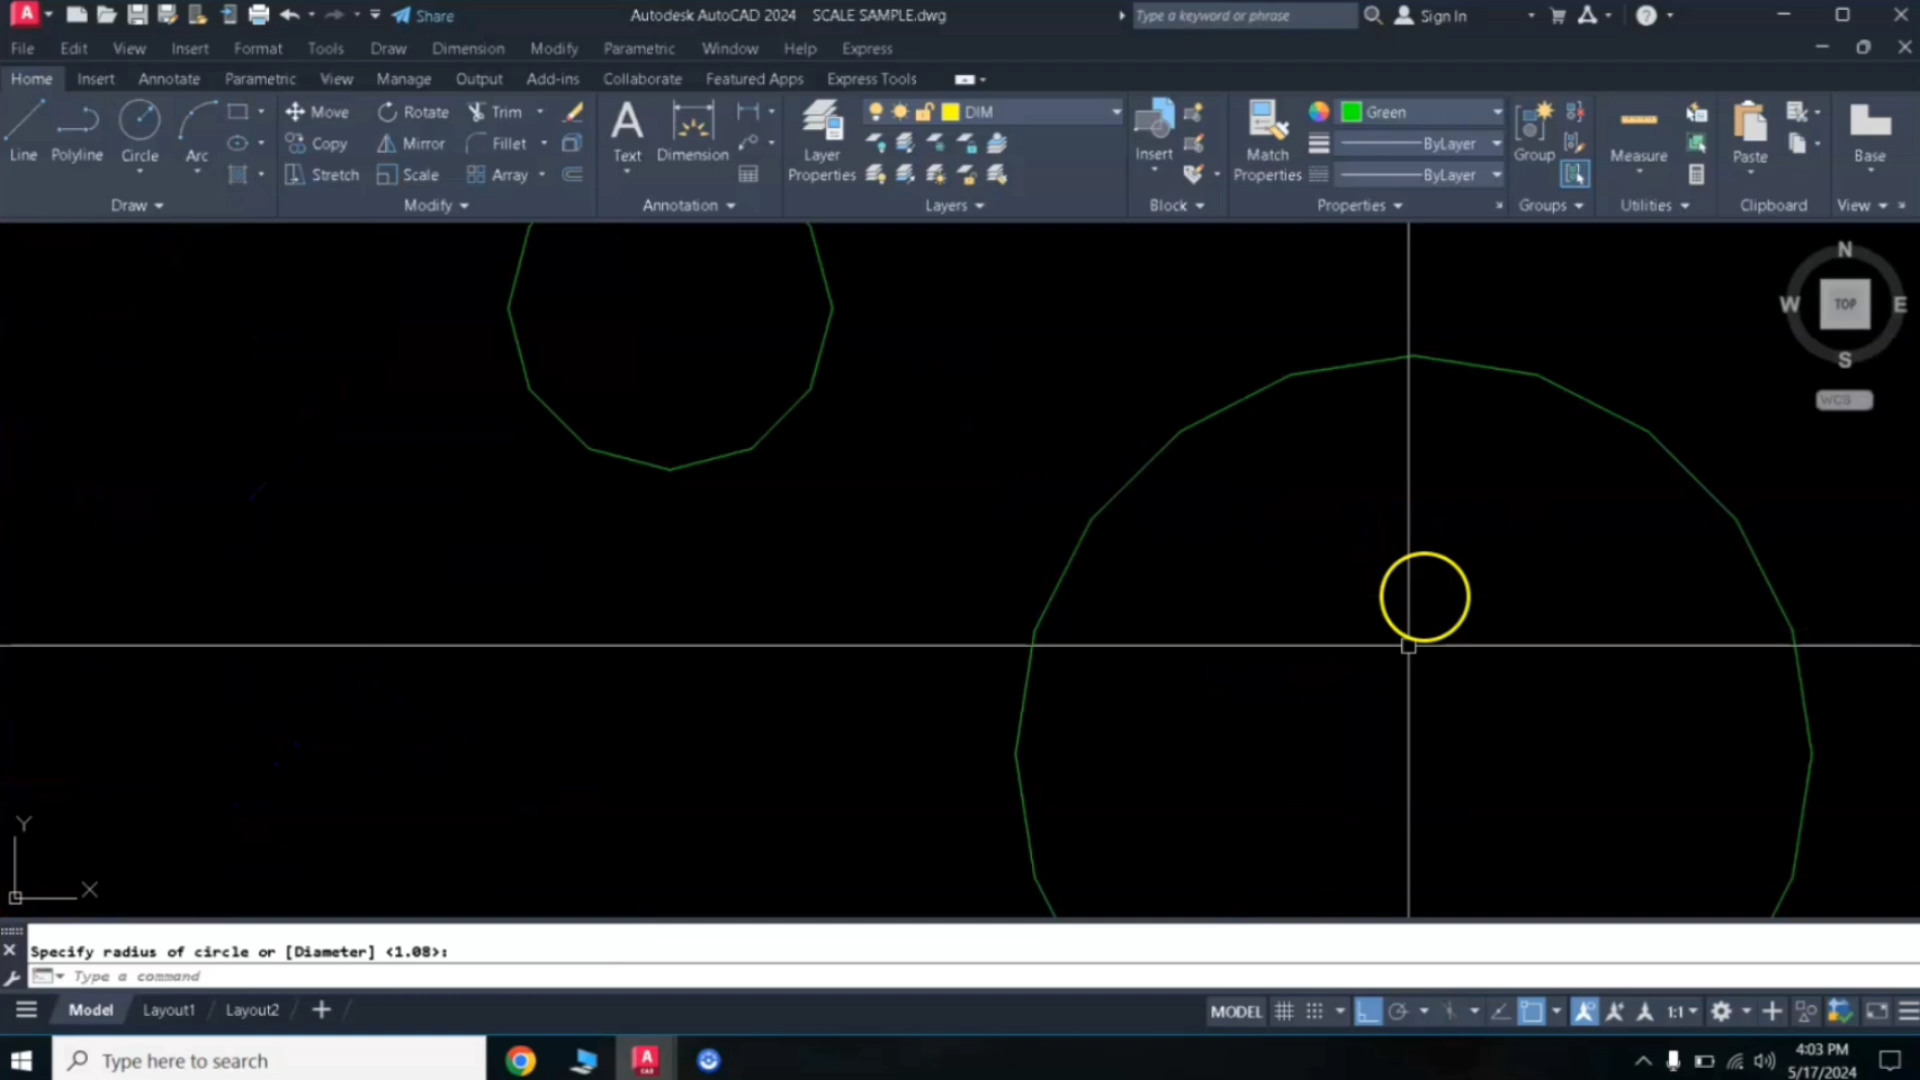 A Share Autodesk AutoCAD 2024 SCALE SAMPLE.dwg Type a keyword or phrase Sign In ?
File Edit View Insert Format Tools Draw Dimension Modify Parametric Window Help Express
Home Insert Annotate Parametric View Manage Output Add-ins Collaborate Featured Apps Express Tools
Line Polyline Circle Arc
Move Rotate Trim
Copy Mirror Fillet
Stretch Scale Array
A
Text Dimension
Layer
Properties
DIM
Insert
Match
Properties
Green
ByLayer
ByLayer
Group Measure Paste Base
Draw Modify Annotation Layers Block Properties Groups Utilities Clipboard View
N
W TOP E
S
WCS
Y
X
Specify radius of circle or [Diameter] <1.08>:
Type a command
Model Layout1 Layout2 +
MODEL 1:1
Type here to search
A
CAD
4:03 PM
5/17/2024